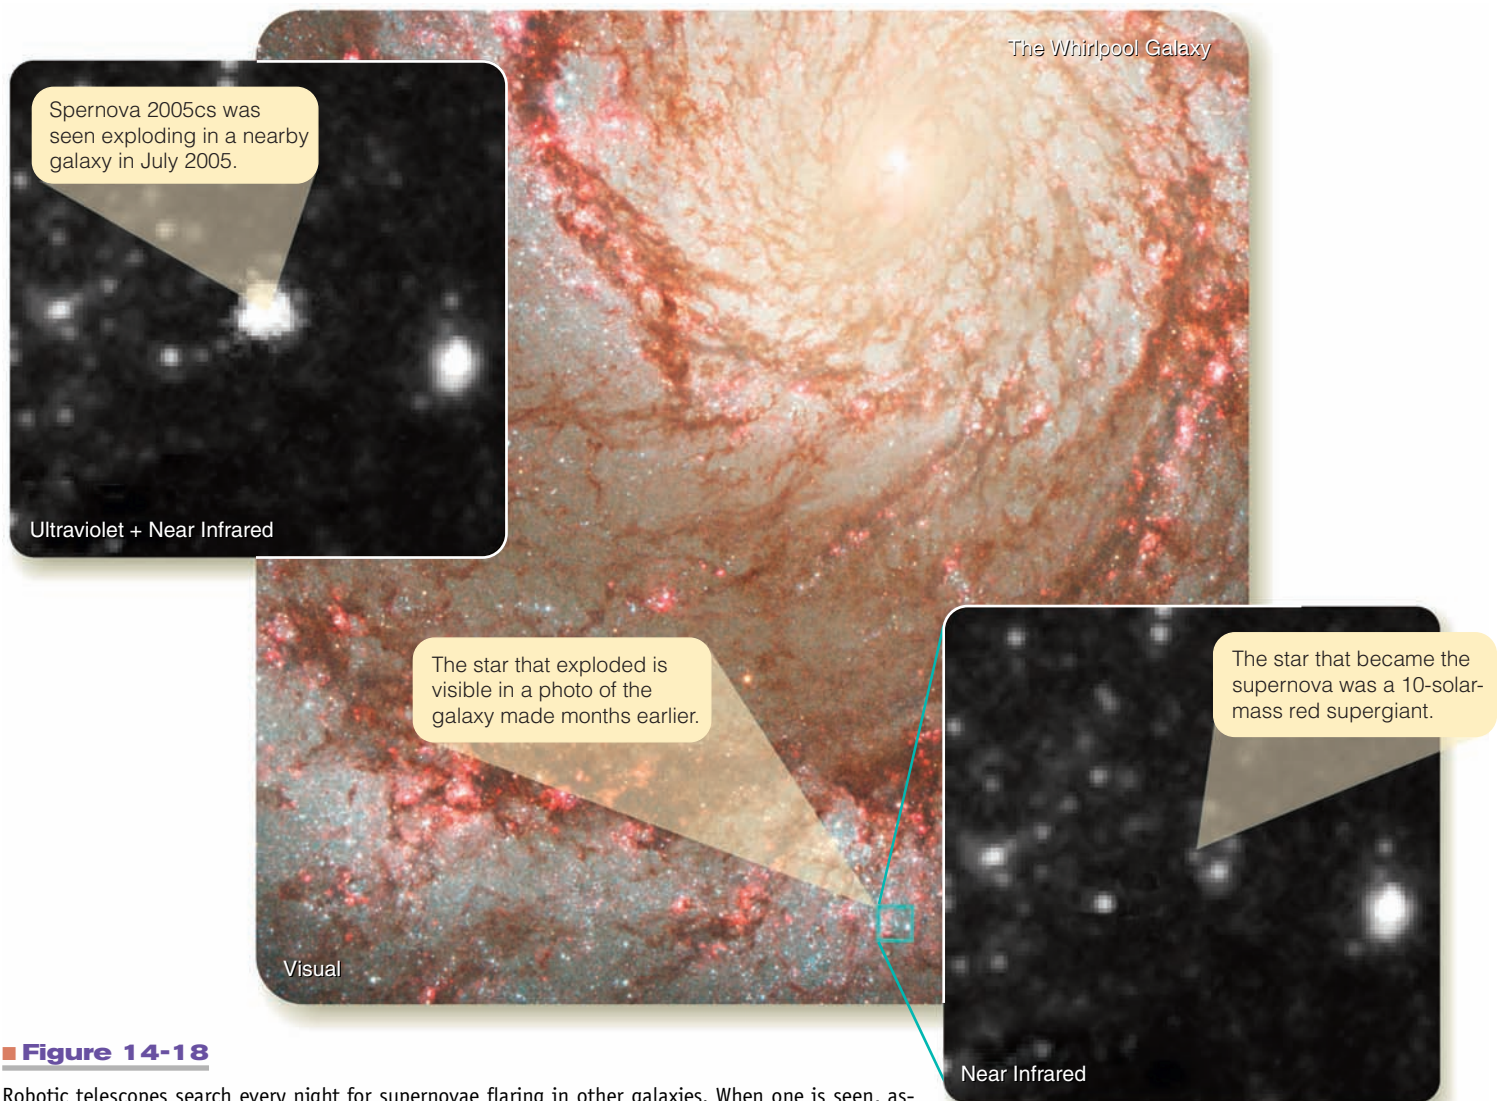 The Whirlpool Galaxy
Spernova 2005cs was
seen exploding in a nearby
galaxy in July 2005.
Ultraviolet + Near Infrared
The star that exploded is
visible in a photo of the
galaxy made months earlier.
The star that became the
supernova was a 10-solar-
mass red supergiant.
Visual
Near Infrared
Figure 14-18
Robotic telescopes search every night for supernovae flaring in other galaxies. When one is seen, as-